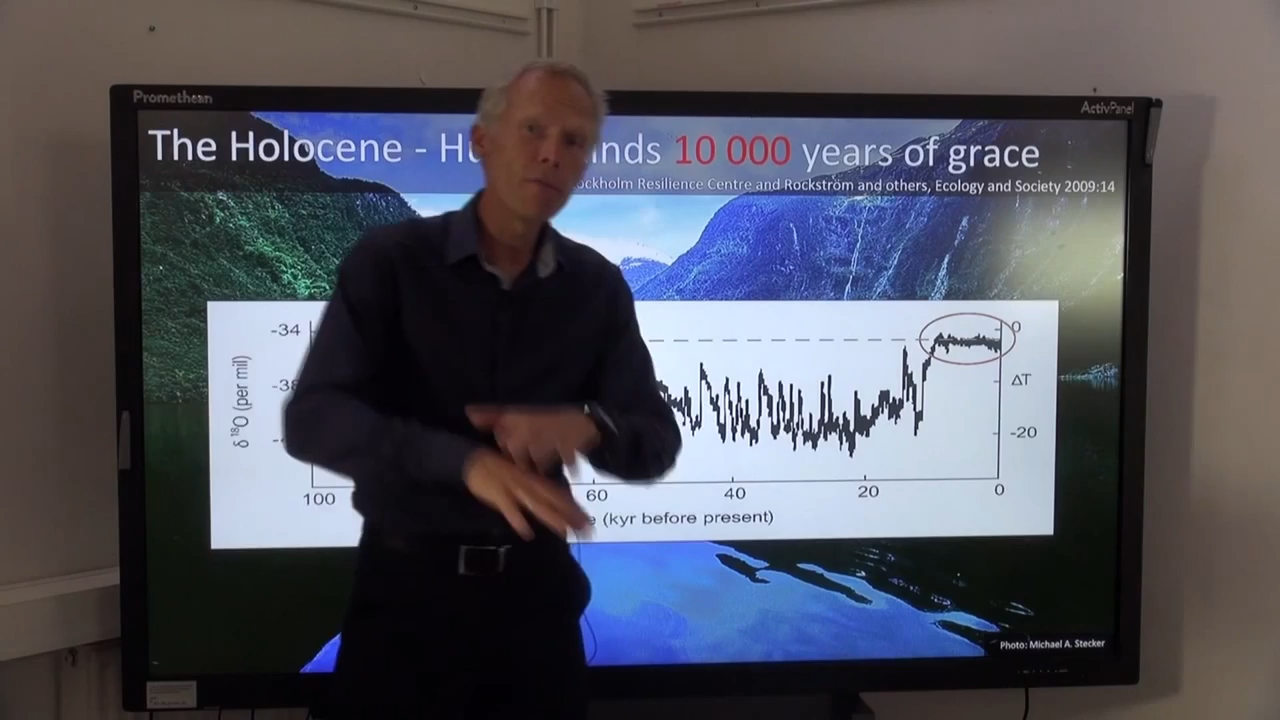 Promethean
ActivPanel
The Holocene - Hu nds 10 000 years of grace
ockholm Resilience Centre and Rockström and others, Ecology and Society 2009:14
-34
0
-38
ΔT
δ 18O (per mil)
-20
100
60
40
20
0
e (kyr before present)
Photo: Michael A. Stecker